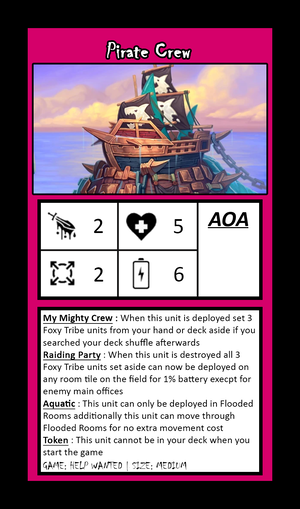 Pirate Crew
2
5
AOA
2
6
My Mighty Crew : When this unit is deployed set 3
Foxy Tribe units from your hand or deck aside if you
searched your deck shuffle afterwards
Raiding Party : When this unit is destroyed all 3
Foxy Tribe units set aside can now be deployed on
any room tile on the field for 1% battery execpt for
enemy main offices
Aquatic : This unit can only be deployed in Flooded
Rooms additionally this unit can move through
Flooded Rooms for no extra movement cost
Token : This unit cannot be in your deck when you
start the game
GAME: HELP WANTED | SIZE: MEDIUM